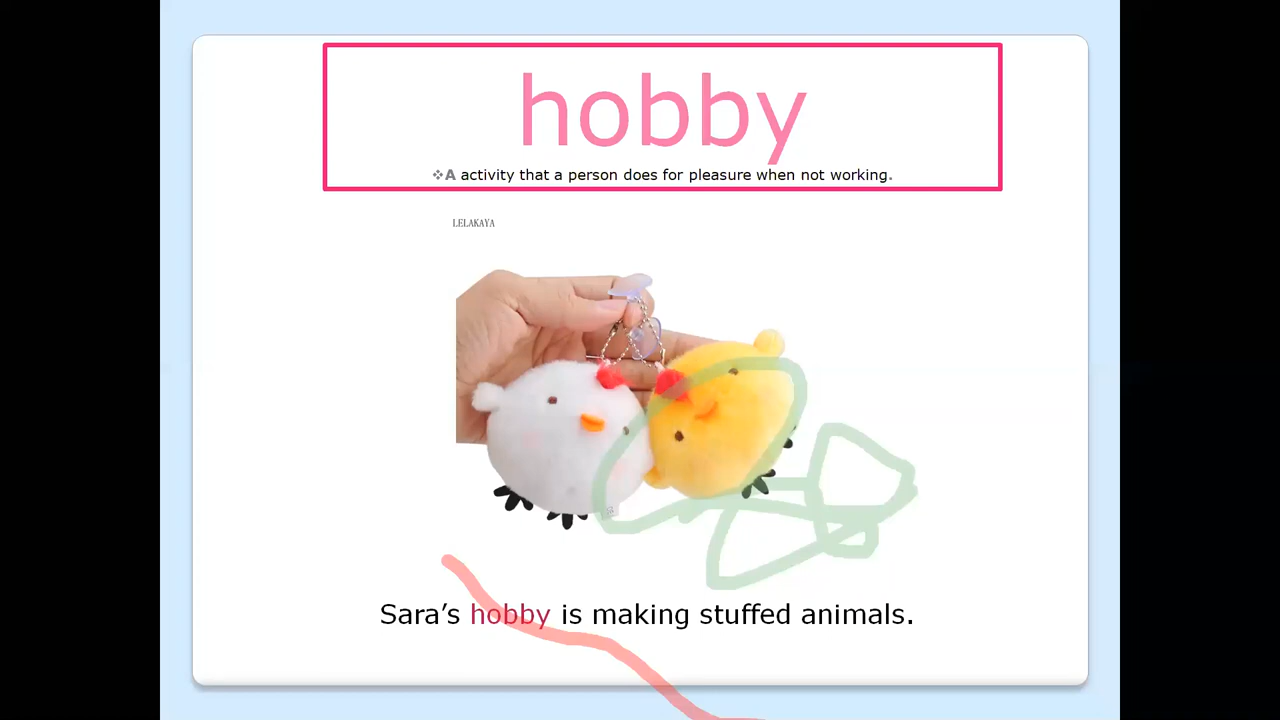 hobby
❖A activity that a person does for pleasure when not working.
LELAKAYA
Sara’s hobby is making stuffed animals.